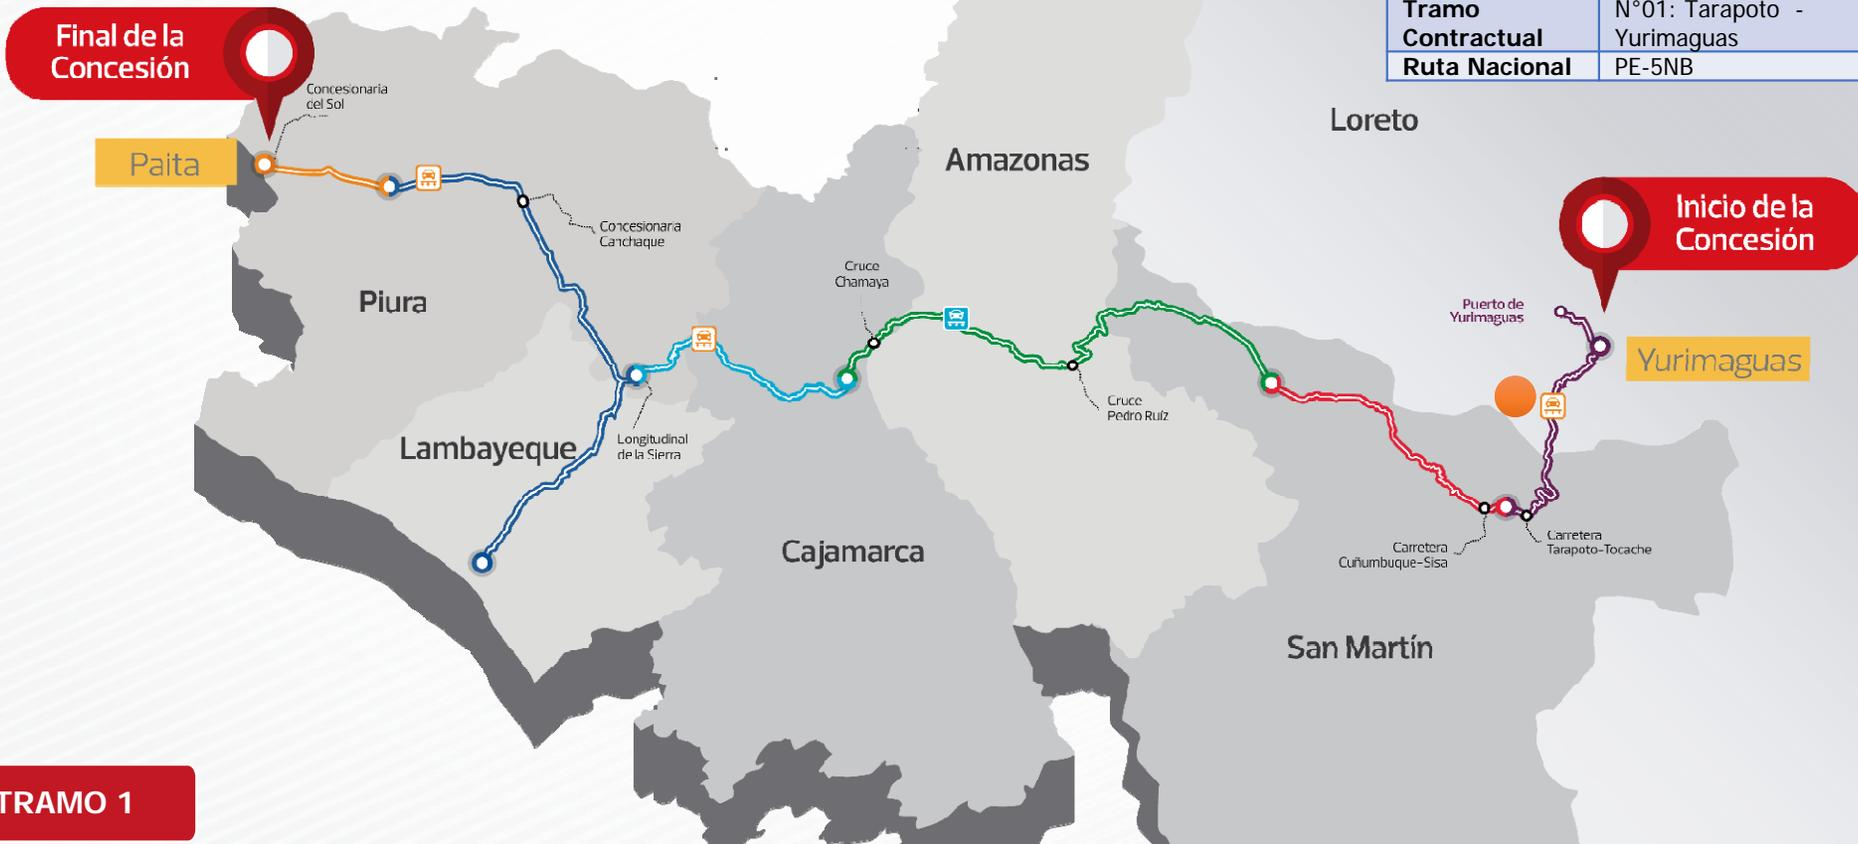 Final de la
Concesión
Tramo
Contractual
N°01: Tarapoto -
Yurimaguas
Ruta Nacional
PE-5NB
Concesionaria
del Sol
Loreto
Paita
Amazonas
Inicio de la
Concesión
Concesionaria
Canchaque
Cruce
Chamaya
Piura
Puerto de
Yurimaguas
Yurimaguas
Cruce
Pedro Ruíz
Lambayeque
Longitudinal
de la Sierra
Carretera
Cuñumbuque-Sisa
Carretera
Tarapoto-Tocache
Cajamarca
San Martín
TRAMO 1